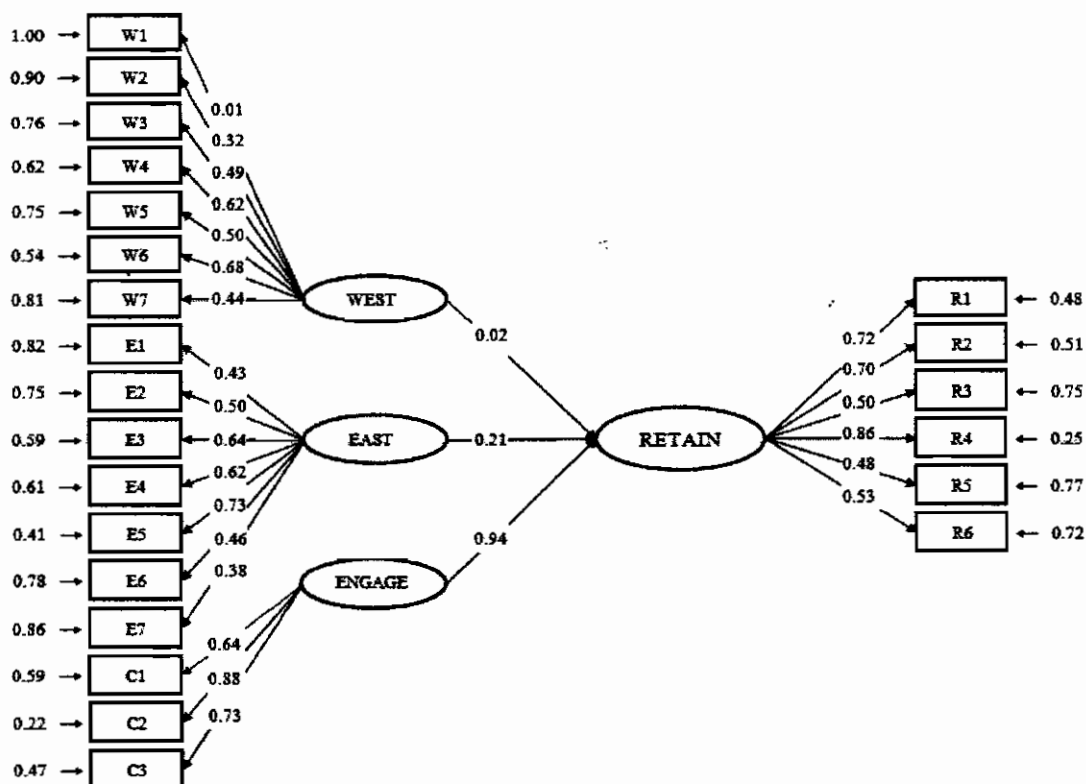 1.00 W1
0.90 W2
0.76 W3
0.62 W4
0.75 W5
0.54 W6
0.81 W7
0.82 E1
0.75 E2
0.59 E3
0.61 E4
0.41 E5
0.78 E6
0.86 E7
0.59 C1
0.22 C2
0.47 C3
0.01
0.32
0.49
0.62
0.50
0.68
0.44
WEST
0.43
0.50
0.64
0.62
0.73
0.46
0.38
EAST
0.64
0.88
0.73
ENGAGE
0.02
0.21
0.94
RETAIN
0.72
0.70
0.50
0.86
0.48
0.53
R1 0.48
R2 0.51
R3 0.75
R4 0.25
R5 0.77
R6 0.72